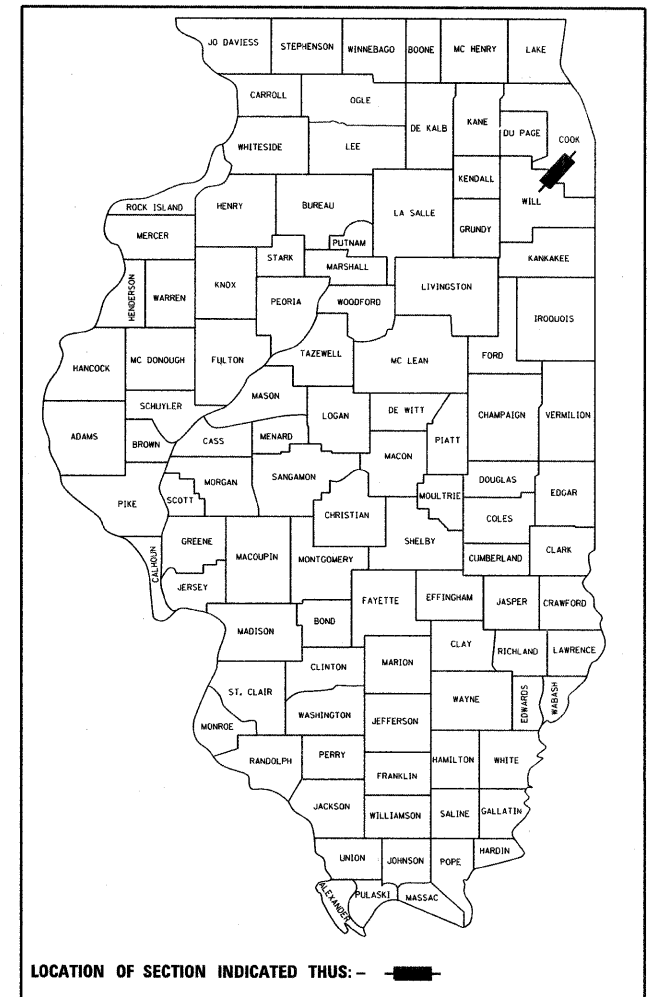 JO DAVIESS STEPHENSON WINNEBAGO BOONE MC HENRY LAKE
CARROLL OGLE DE KALB KANE DU PAGE COOK
WHITESIDE LEE KENDALL WILL
ROCK ISLAND HENRY BUREAU LA SALLE GRUNDY
MERCER PUTNAM KANKAKEE
HENDERSON WARREN KNOX STARK MARSHALL LIVINGSTON
PEORIA WOODFORD IROQUOIS
HANCOCK MC DONOUGH FULTON TAZEWELL MC LEAN FORD
MASON
SCHUYLER LOGAN DE WITT CHAMPAIGN VERMILION
ADAMS BROWN CASS MENARD MACON PIATT
MORGAN SANGAMON DOUGLAS
PIKE SCOTT CHRISTIAN MOULTRIE COLES EDGAR
GREENE MACOUPIN MONTGOMERY SHELBY CUMBERLAND CLARK
CALHOUN JERSEY
FAYETTE EFFINGHAM JASPER CRAWFORD
MADISON BOND
CLAY RICHLAND LAWRENCE
CLINTON MARION
ST. CLAIR WAYNE EDWARDS WABASH
WASHINGTON JEFFERSON
MONROE
RANDOLPH PERRY HAMILTON WHITE
FRANKLIN
JACKSON WILLIAMSON SALINE GALLATIN
UNION JOHNSON POPE HARDIN
ALEXANDER PULASKI MASSAC
LOCATION OF SECTION INDICATED THUS: -